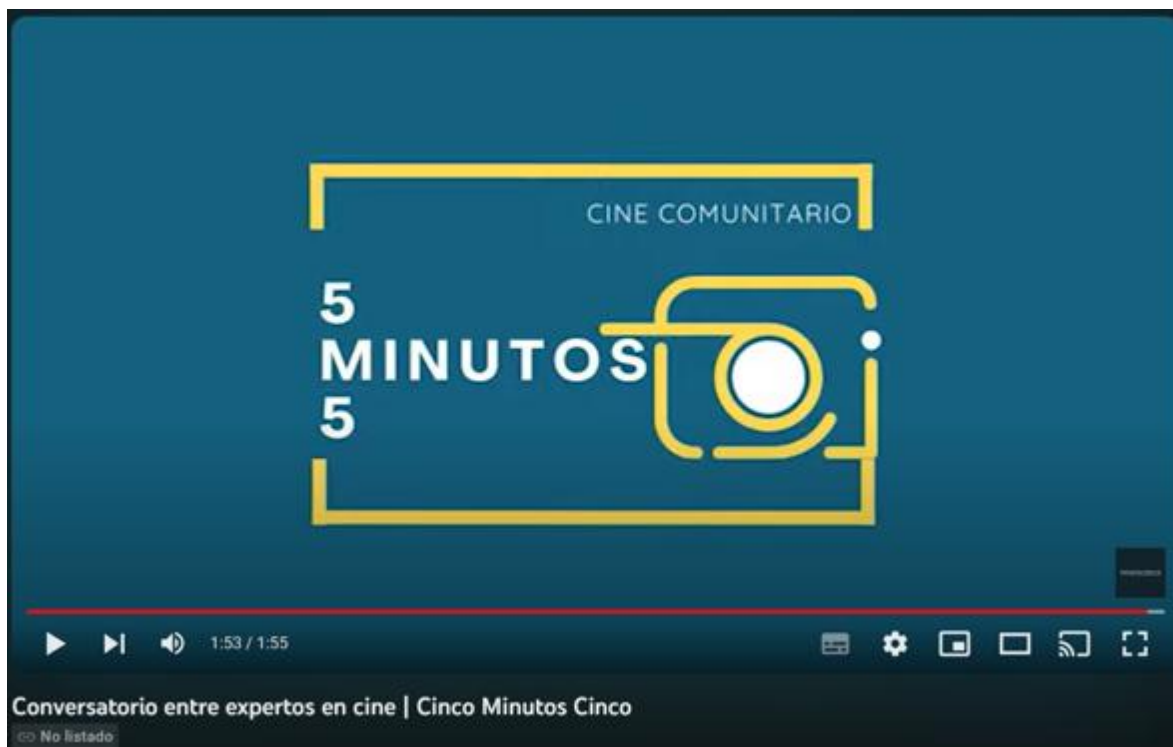 CINE COMUNITARIO
5
MINUTOS
5
1:53 / 1:55
Conversatorio entre expertos en cine | Cinco Minutos Cinco
No listado